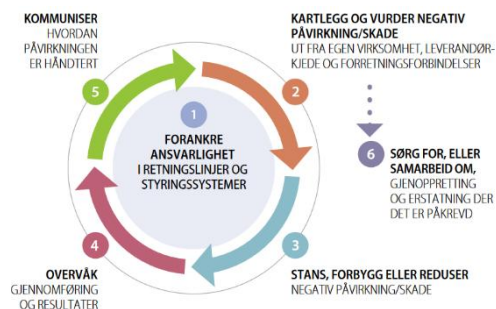 1
FORANKRE
ANSVARLIGHET
I RETNINGSLINJER OG
STYRINGSSYSTEMER
2
KARTLEGG OG VURDER NEGATIV
PÅVIRKNING/SKADE
UT FRA EGEN VIRKSOMHET, LEVERANDØR-
KJEDE OG FORRETNINGSFORBINDELSER
3
STANS, FORBYGG ELLER REDUSER
NEGATIV PÅVIRKNING/SKADE
4
OVERVÅK
GJENNOMFØRING
OG RESULTATER
5
KOMMUNISER
HVORDAN
PÅVIRKNINGEN
ER HÅNDTERT
6
SØRG FOR, ELLER
SAMARBEID OM,
GJENOPPRETTING
OG ERSTATNING DER
DET ER PÅKREVD